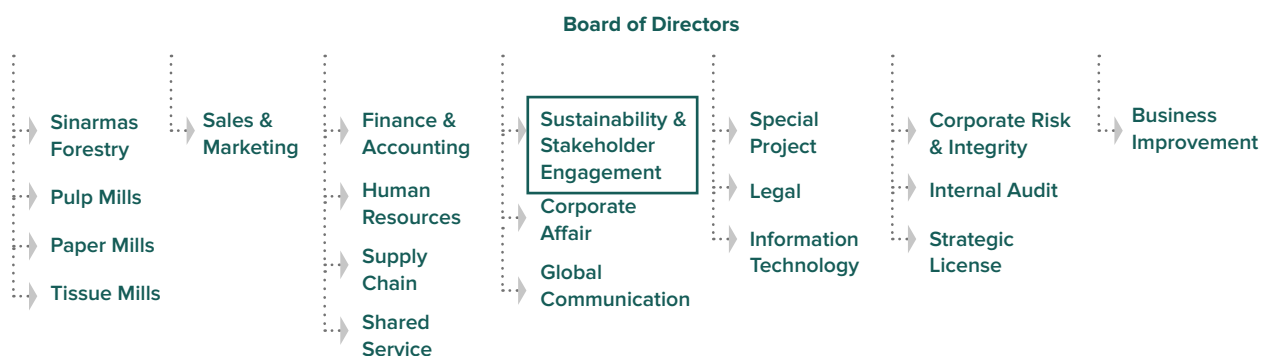 Board of Directors
Sinarmas
Forestry
Pulp Mills
Paper Mills
Tissue Mills
Sales &
Marketing
Finance &
Accounting
Human
Resources
Supply
Chain
Shared
Service
Sustainability &
Stakeholder
Engagement
Corporate
Affair
Global
Communication
Special
Project
Legal
Information
Technology
Corporate Risk
& Integrity
Internal Audit
Strategic
License
Business
Improvement